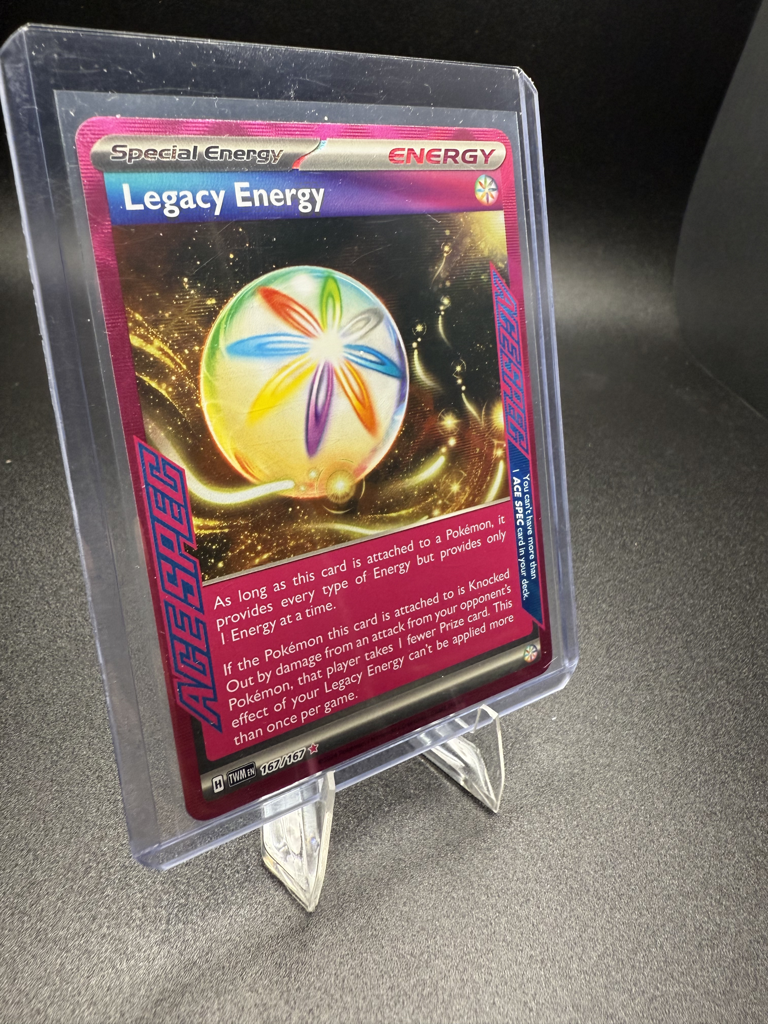 Special Energy
ENERGY
Legacy Energy
ACE SPEC
ACE SPEC
You can't have more than
1 ACE SPEC card in your deck.
As long as this card is attached to a Pokémon, it
provides every type of Energy but provides only
1 Energy at a time.
If the Pokémon this card is attached to is Knocked
Out by damage from an attack from your opponent's
Pokémon, that player takes 1 fewer Prize card. This
effect of your Legacy Energy can't be applied more
than once per game.
H TWM EN 167/167